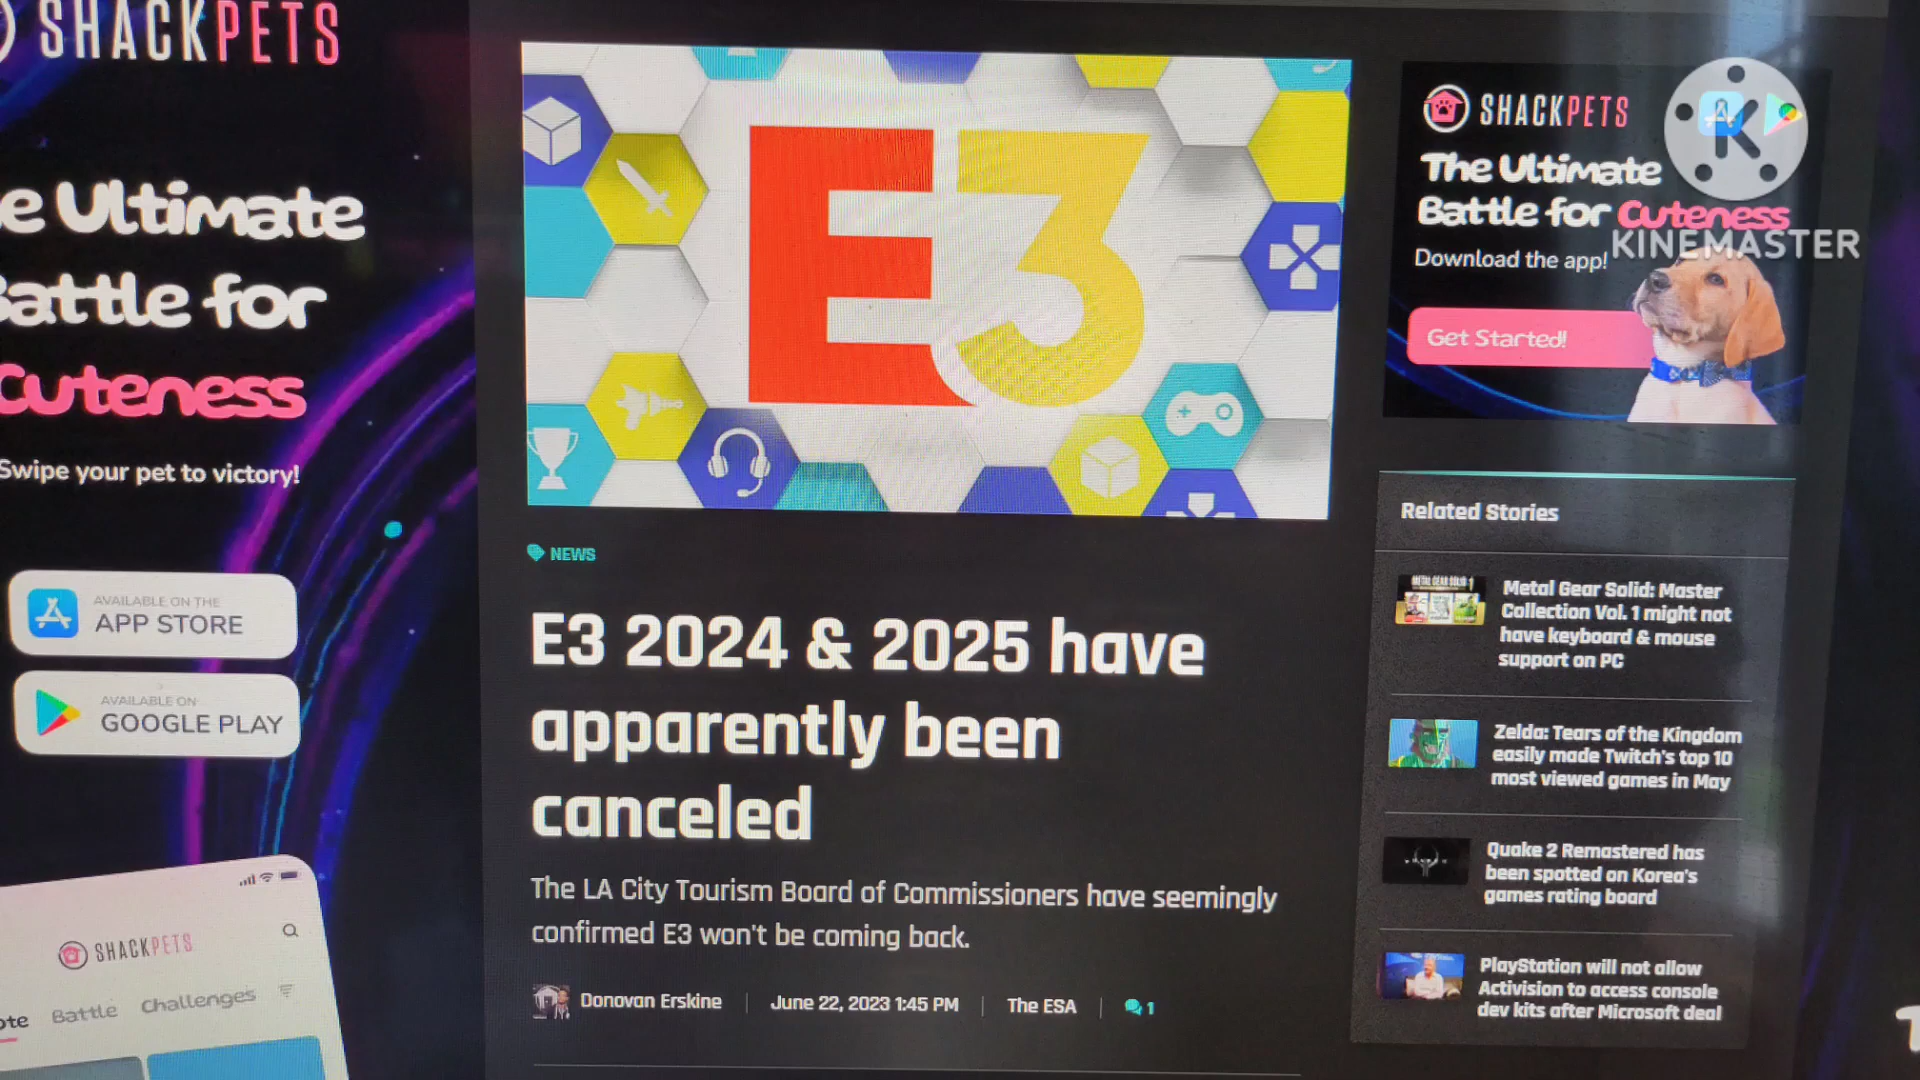 SHACKPETS
e Ultimate
Battle for
Cuteness
Swipe your pet to victory!
AVAILABLE ON THE
APP STORE
AVAILABLE ON
GOOGLE PLAY
SHACKPETS
Battle
Challenges
E3
NEWS
E3 2024 & 2025 have
apparently been
canceled
The LA City Tourism Board of Commissioners have seemingly
confirmed E3 won't be coming back.
Donovan Erskine
June 22, 2023 1:45 PM
The ESA
1
SHACKPETS
The Ultimate
Battle for Cuteness
Download the app!
Get Started!
K
KINEMASTER
Related Stories
METAL GEAR SOLID
Metal Gear Solid: Master
Collection Vol. 1 might not
have keyboard & mouse
support on PC
Zelda: Tears of the Kingdom
easily made Twitch's top 10
most viewed games in May
Quake 2 Remastered has
been spotted on Korea's
games rating board
PlayStation will not allow
Activision to access console
dev kits after Microsoft deal